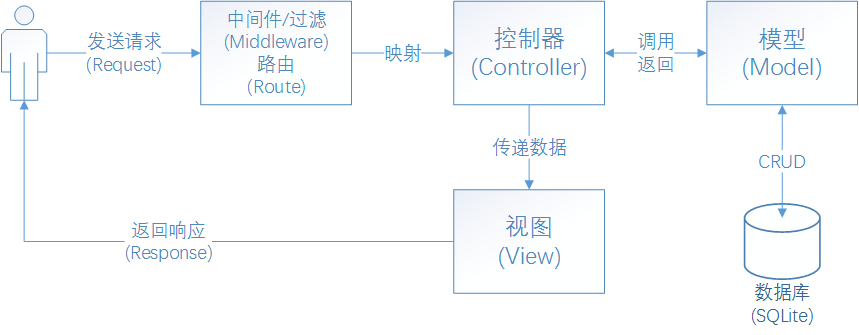 发送请求
(Request)
中间件/过滤
(Middleware)
路由
(Route)
映射
控制器
(Controller)
调用
返回
模型
(Model)
传递数据
CRUD
视图
(View)
返回响应
(Response)
数据库
(SQLite)